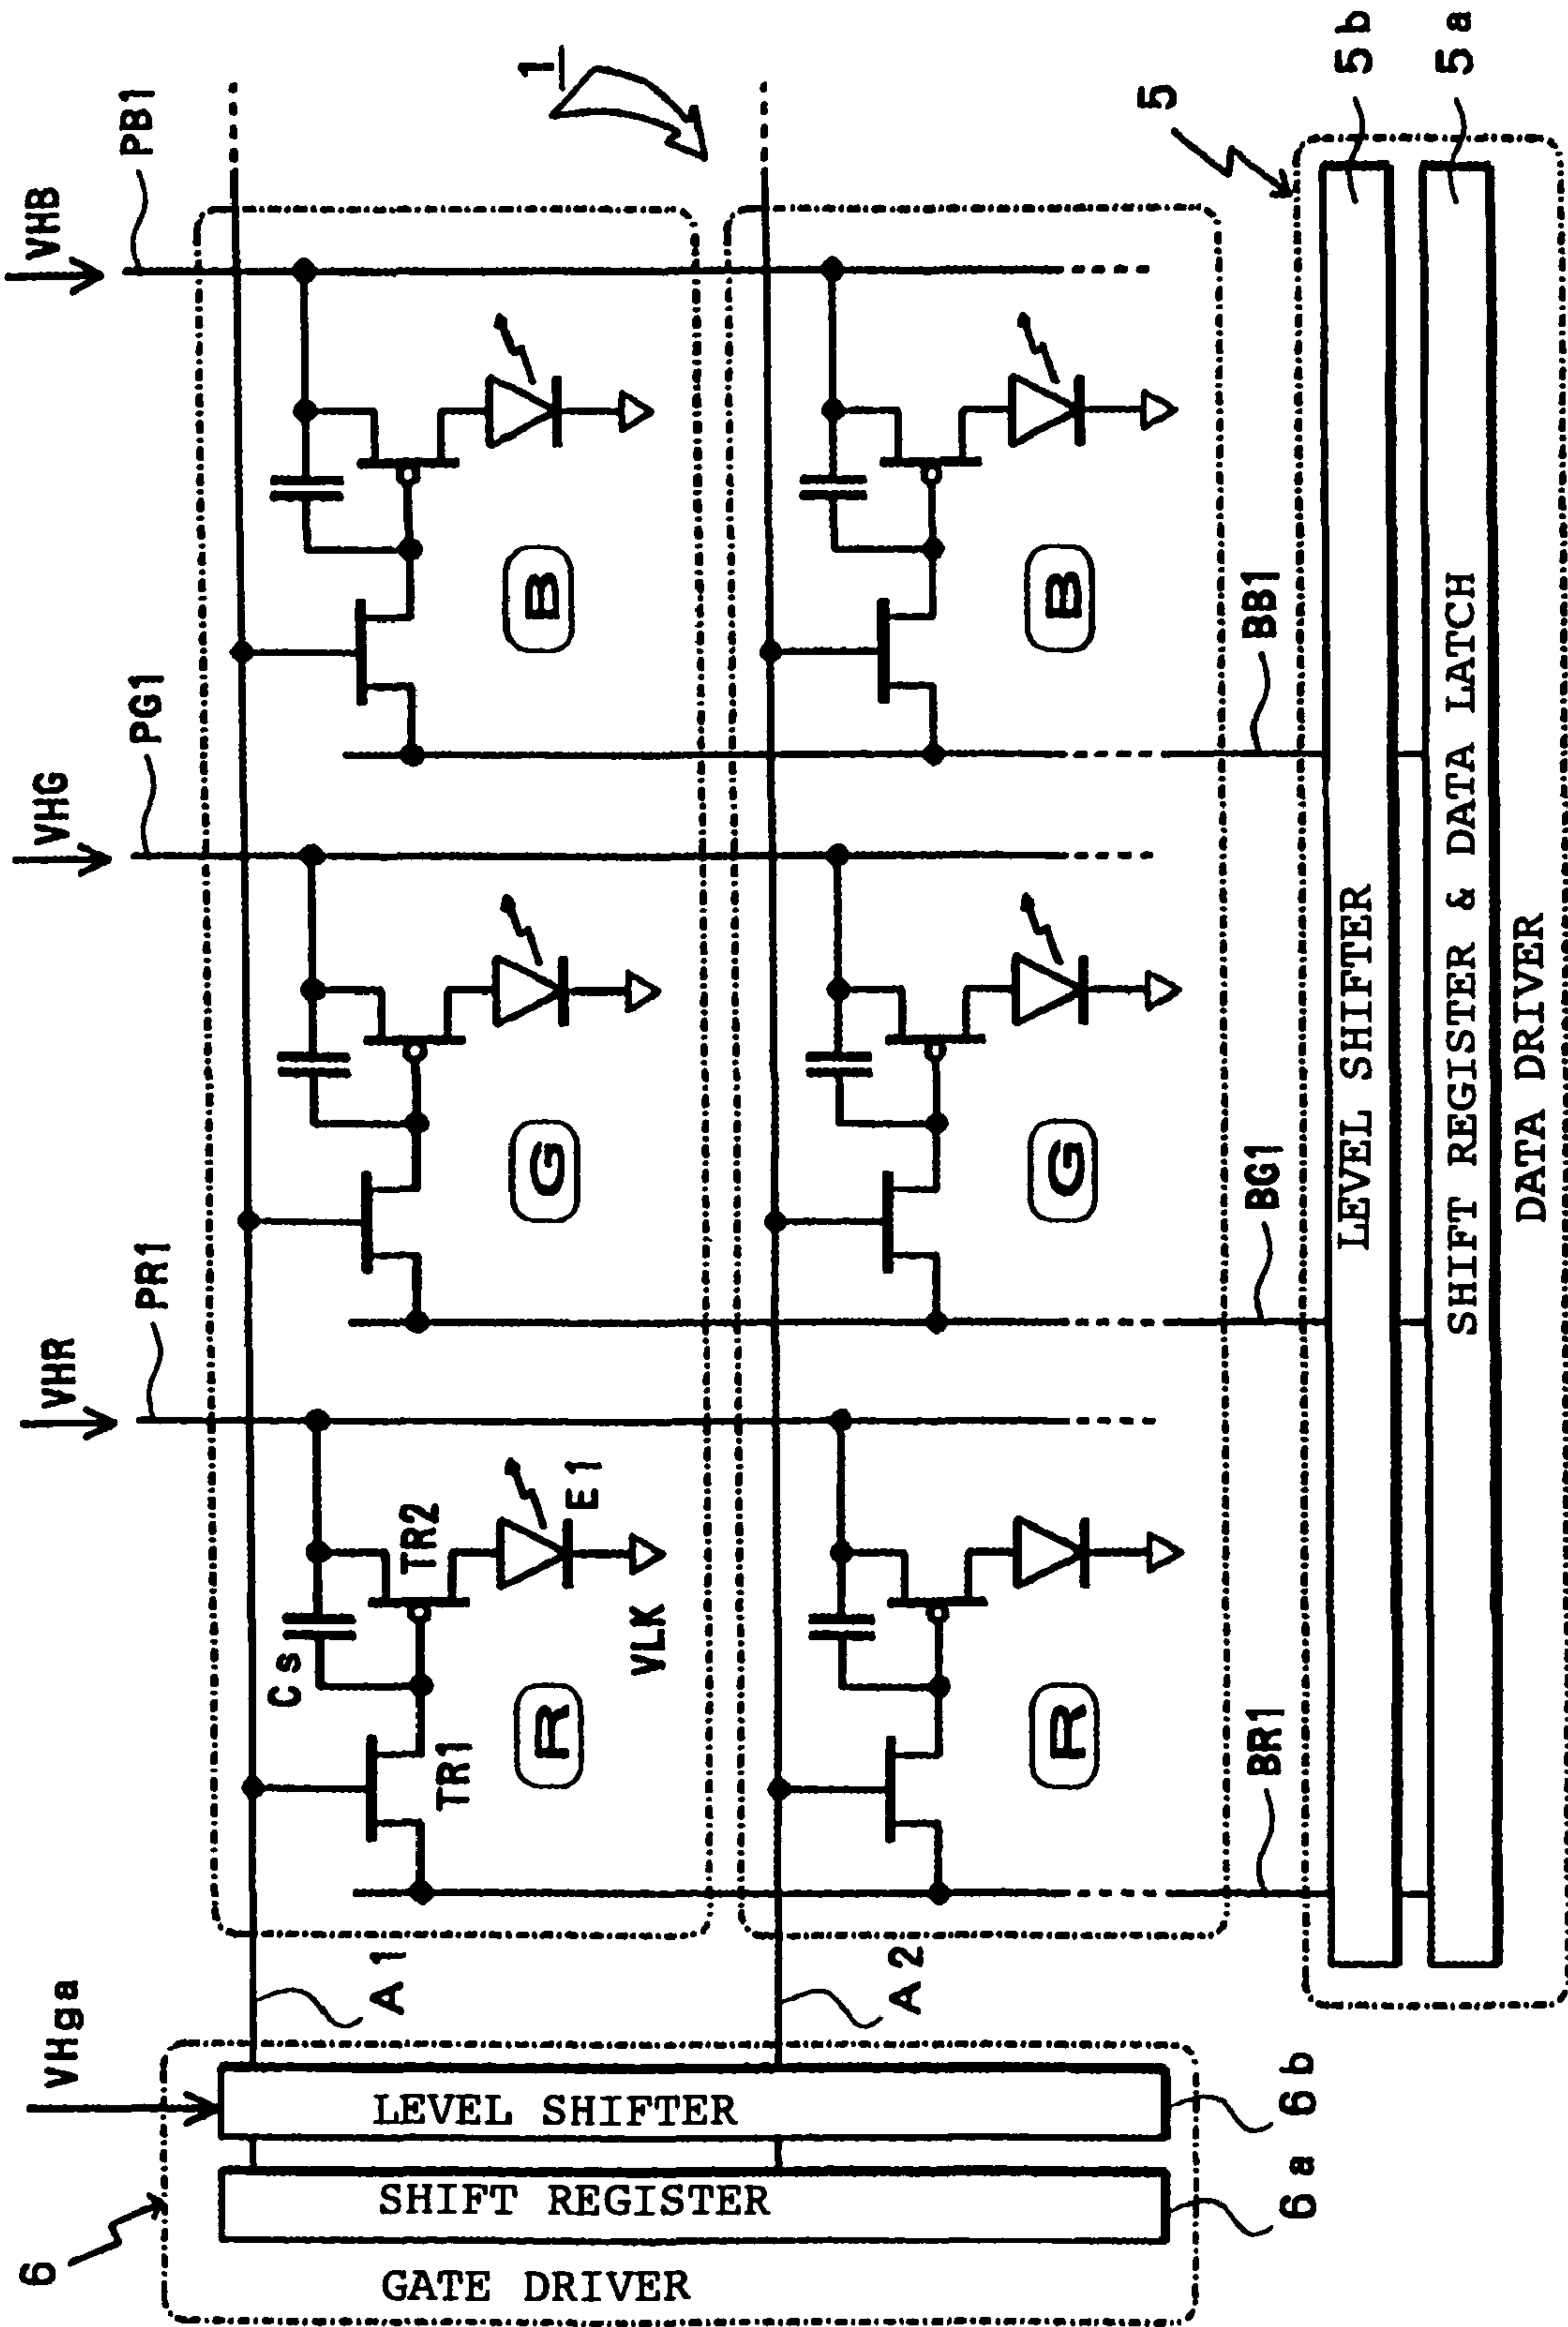 VHga
VHR
VHG
VHB
PR1
PG1
PB1
6
1
A1
Cs
TR1
TR2
E1
VLK
R
G
B
A2
R
G
B
LEVEL SHIFTER
SHIFT REGISTER
GATE DRIVER
6b
6a
BR1
BG1
BB1
5
LEVEL SHIFTER
5b
SHIFT REGISTER & DATA LATCH
5a
DATA DRIVER